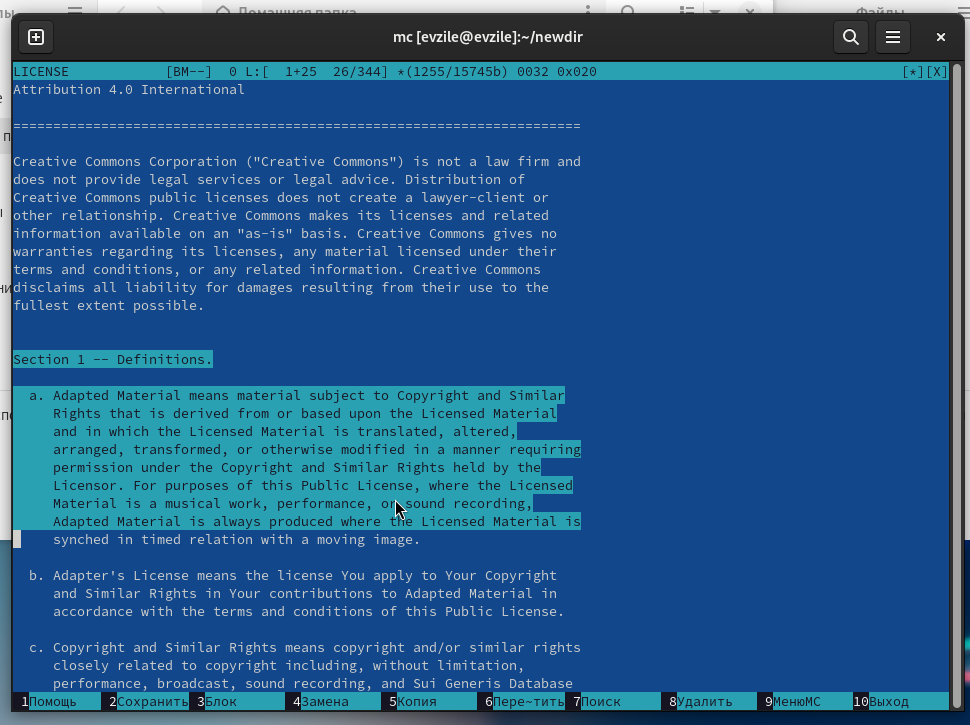 Домашняя папка
Файлы
mc [evzile@evzile]:~/newdir
LICENSE            [BM--]  0 L:[  1+25  26/344] *(1255/15745b) 0032 0x020                                      [*][X]
Attribution 4.0 International
=======================================================================
Creative Commons Corporation ("Creative Commons") is not a law firm and
does not provide legal services or legal advice. Distribution of
Creative Commons public licenses does not create a lawyer-client or
other relationship. Creative Commons makes its licenses and related
information available on an "as-is" basis. Creative Commons gives no
warranties regarding its licenses, any material licensed under their
terms and conditions, or any related information. Creative Commons
disclaims all liability for damages resulting from their use to the
fullest extent possible.
Section 1 -- Definitions.
  a. Adapted Material means material subject to Copyright and Similar
     Rights that is derived from or based upon the Licensed Material
     and in which the Licensed Material is translated, altered,
     arranged, transformed, or otherwise modified in a manner requiring
     permission under the Copyright and Similar Rights held by the
     Licensor. For purposes of this Public License, where the Licensed
     Material is a musical work, performance, or sound recording,
     Adapted Material is always produced where the Licensed Material is
     synched in timed relation with a moving image.
  b. Adapter's License means the license You apply to Your Copyright
     and Similar Rights in Your contributions to Adapted Material in
     accordance with the terms and conditions of this Public License.
  c. Copyright and Similar Rights means copyright and/or similar rights
     closely related to copyright including, without limitation,
     performance, broadcast, sound recording, and Sui Generis Database
1Помощь 2Сохранить 3Блок 4Замена 5Копия 6Пере~тить 7Поиск 8Удалить 9МенюMC 10Выход